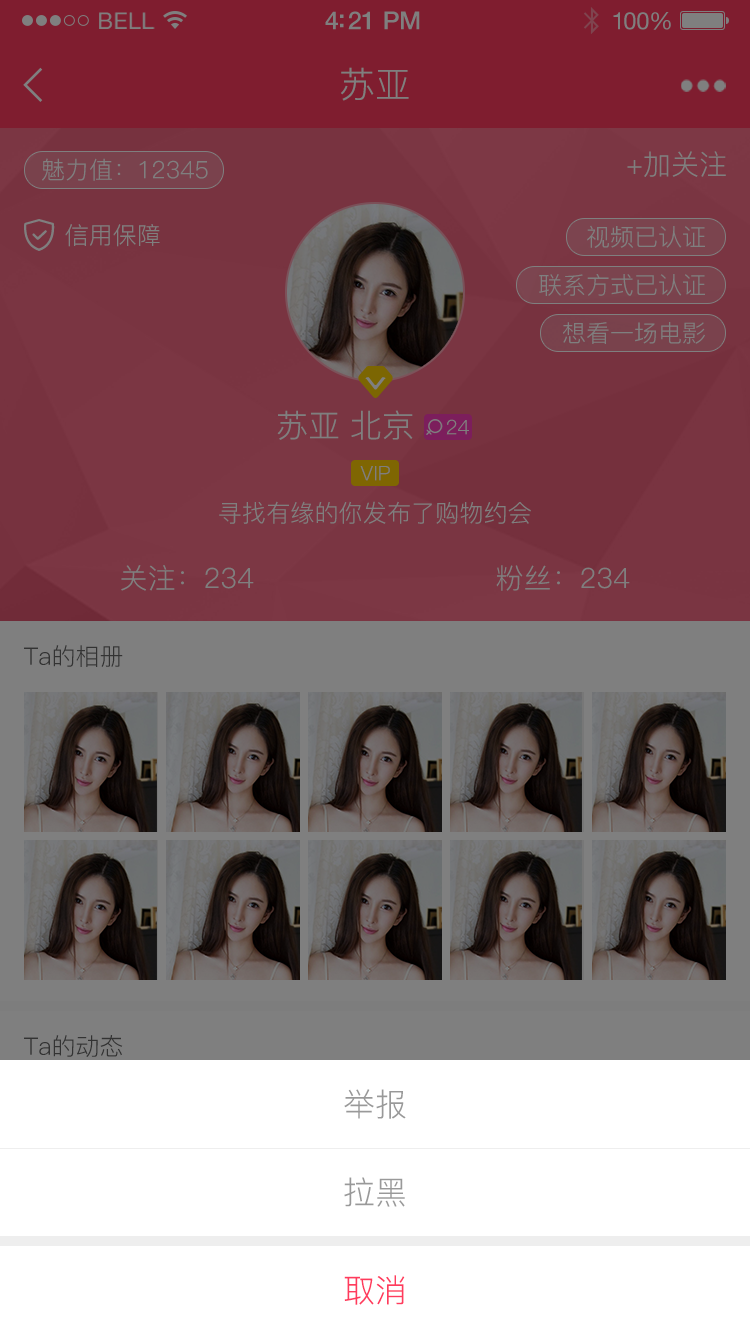 BELL 4:21 PM 100%
苏亚
魅力值：12345
+加关注
信用保障
视频已认证
联系方式已认证
想看一场电影
苏亚 北京 24
VIP
寻找有缘的你发布了购物约会
关注：234
粉丝：234
Ta的相册
Ta的动态
举报
拉黑
取消